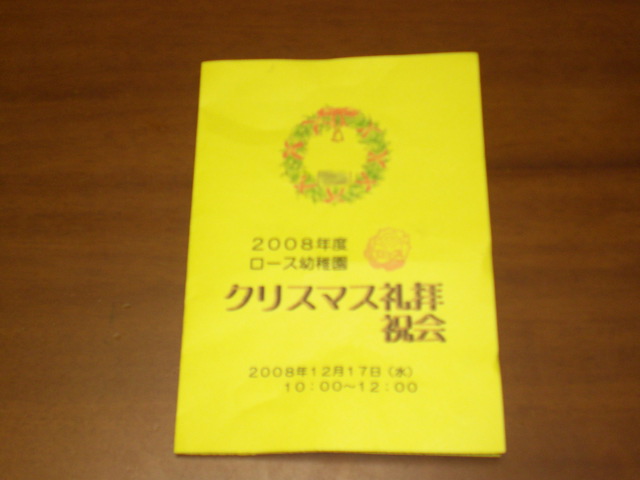 2008年度
ロース幼稚園
クリスマス礼拝
祝会
2008年12月17日（水）
10：00～12：00